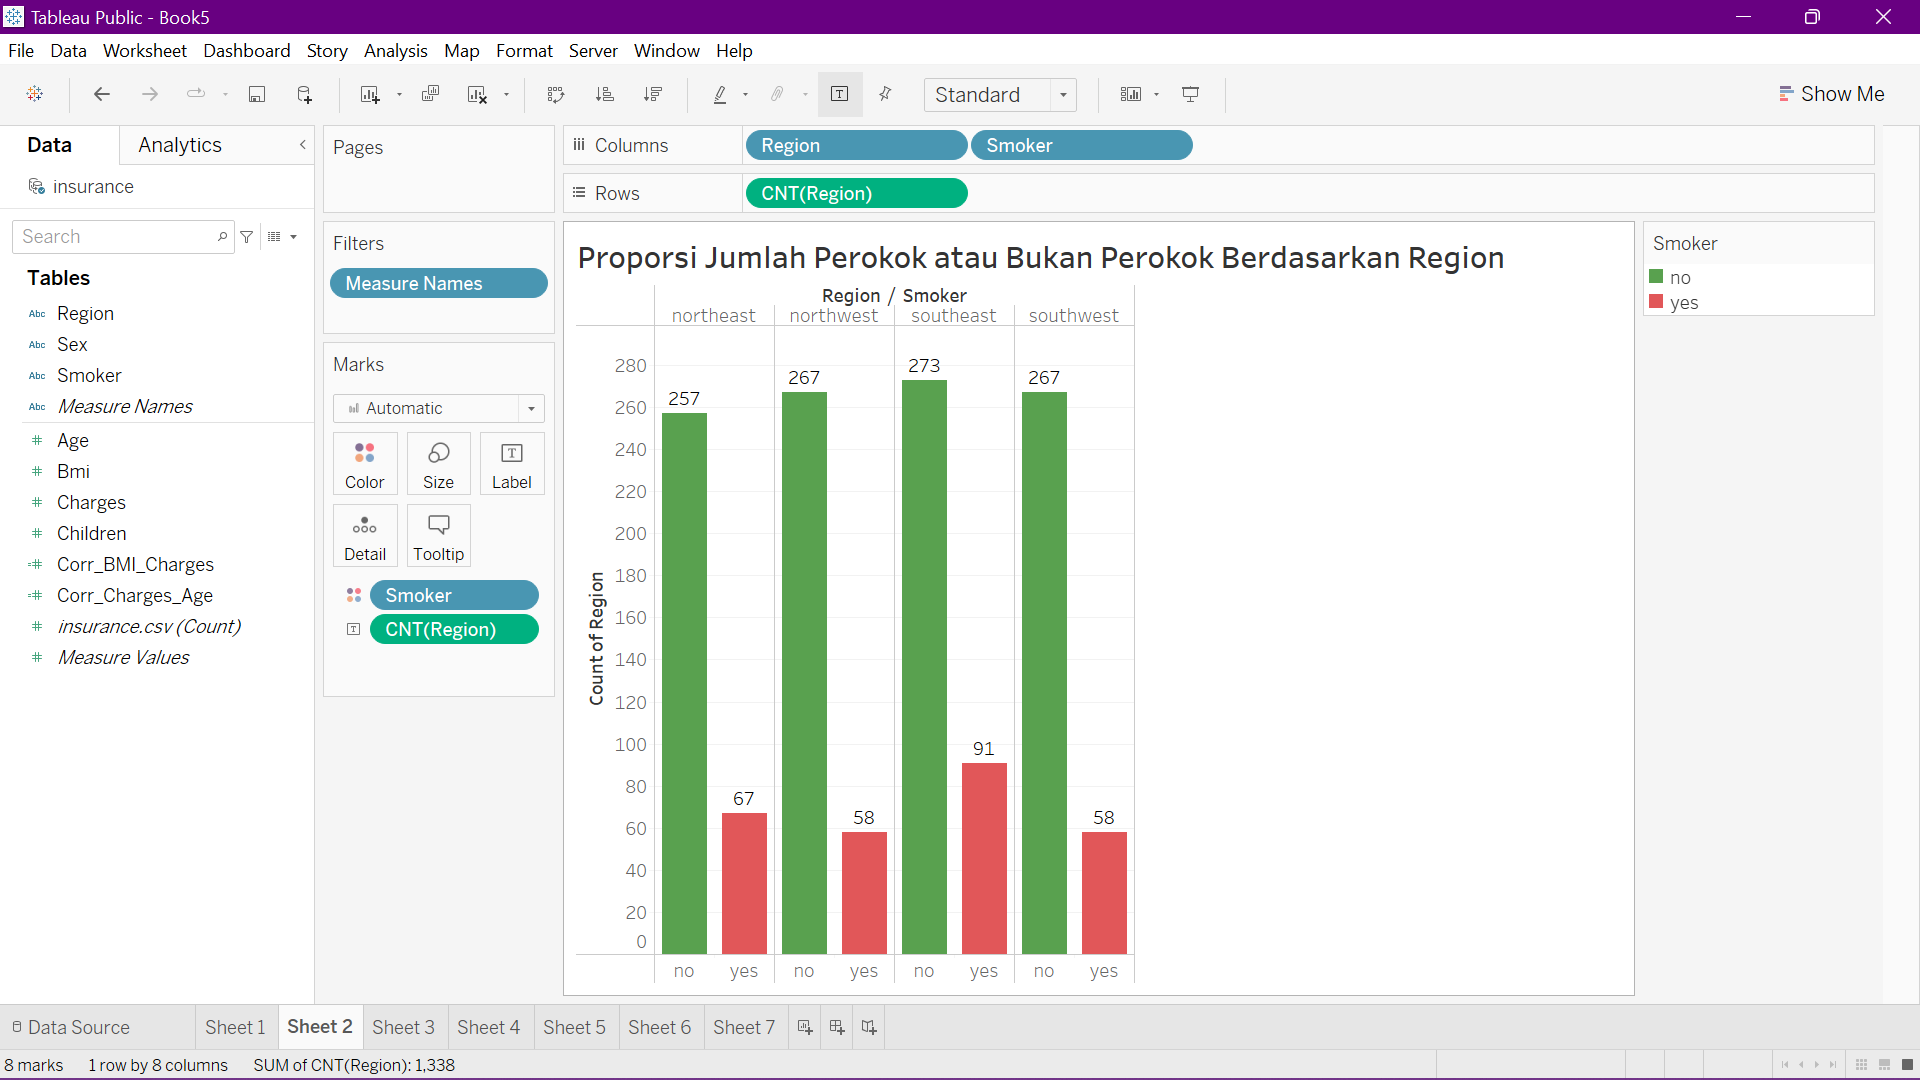 Tableau Public - Book5
File Data Worksheet Dashboard Story Analysis Map Format Server Window Help
Standard
Show Me
Data
Analytics
insurance
Search
Tables
Abc Region
Abc Sex
Abc Smoker
Abc Measure Names
# Age
# Bmi
# Charges
# Children
=# Corr_BMI_Charges
=# Corr_Charges_Age
# insurance.csv (Count)
# Measure Values
Pages
Filters
Measure Names
Marks
Automatic
Color Size Label
Detail Tooltip
Smoker
CNT(Region)
Columns Region Smoker
Rows CNT(Region)
Proporsi Jumlah Perokok atau Bukan Perokok Berdasarkan Region
Region / Smoker
northeast northwest southeast southwest
Count of Region
280
260
240
220
200
180
160
140
120
100
80
60
40
20
0
257 67 267 58 273 91 267 58
no yes no yes no yes no yes
Smoker
no
yes
Data Source Sheet 1 Sheet 2 Sheet 3 Sheet 4 Sheet 5 Sheet 6 Sheet 7
8 marks 1 row by 8 columns SUM of CNT(Region): 1,338